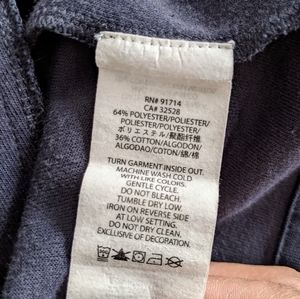 RN# 91714
CA# 32528
64% POLYESTER/POLIESTER/
POLIÉSTER/POLYESTER/
ポリエステル/聚酯纤维
36% COTTON/ALGODON/
ALGODÃO/COTON/綿/棉
TURN GARMENT INSIDE OUT.
MACHINE WASH COLD
WITH LIKE COLORS.
GENTLE CYCLE.
DO NOT BLEACH.
TUMBLE DRY LOW.
IRON ON REVERSE SIDE
AT LOW SETTING.
DO NOT DRY CLEAN.
EXCLUSIVE OF DECORATION.